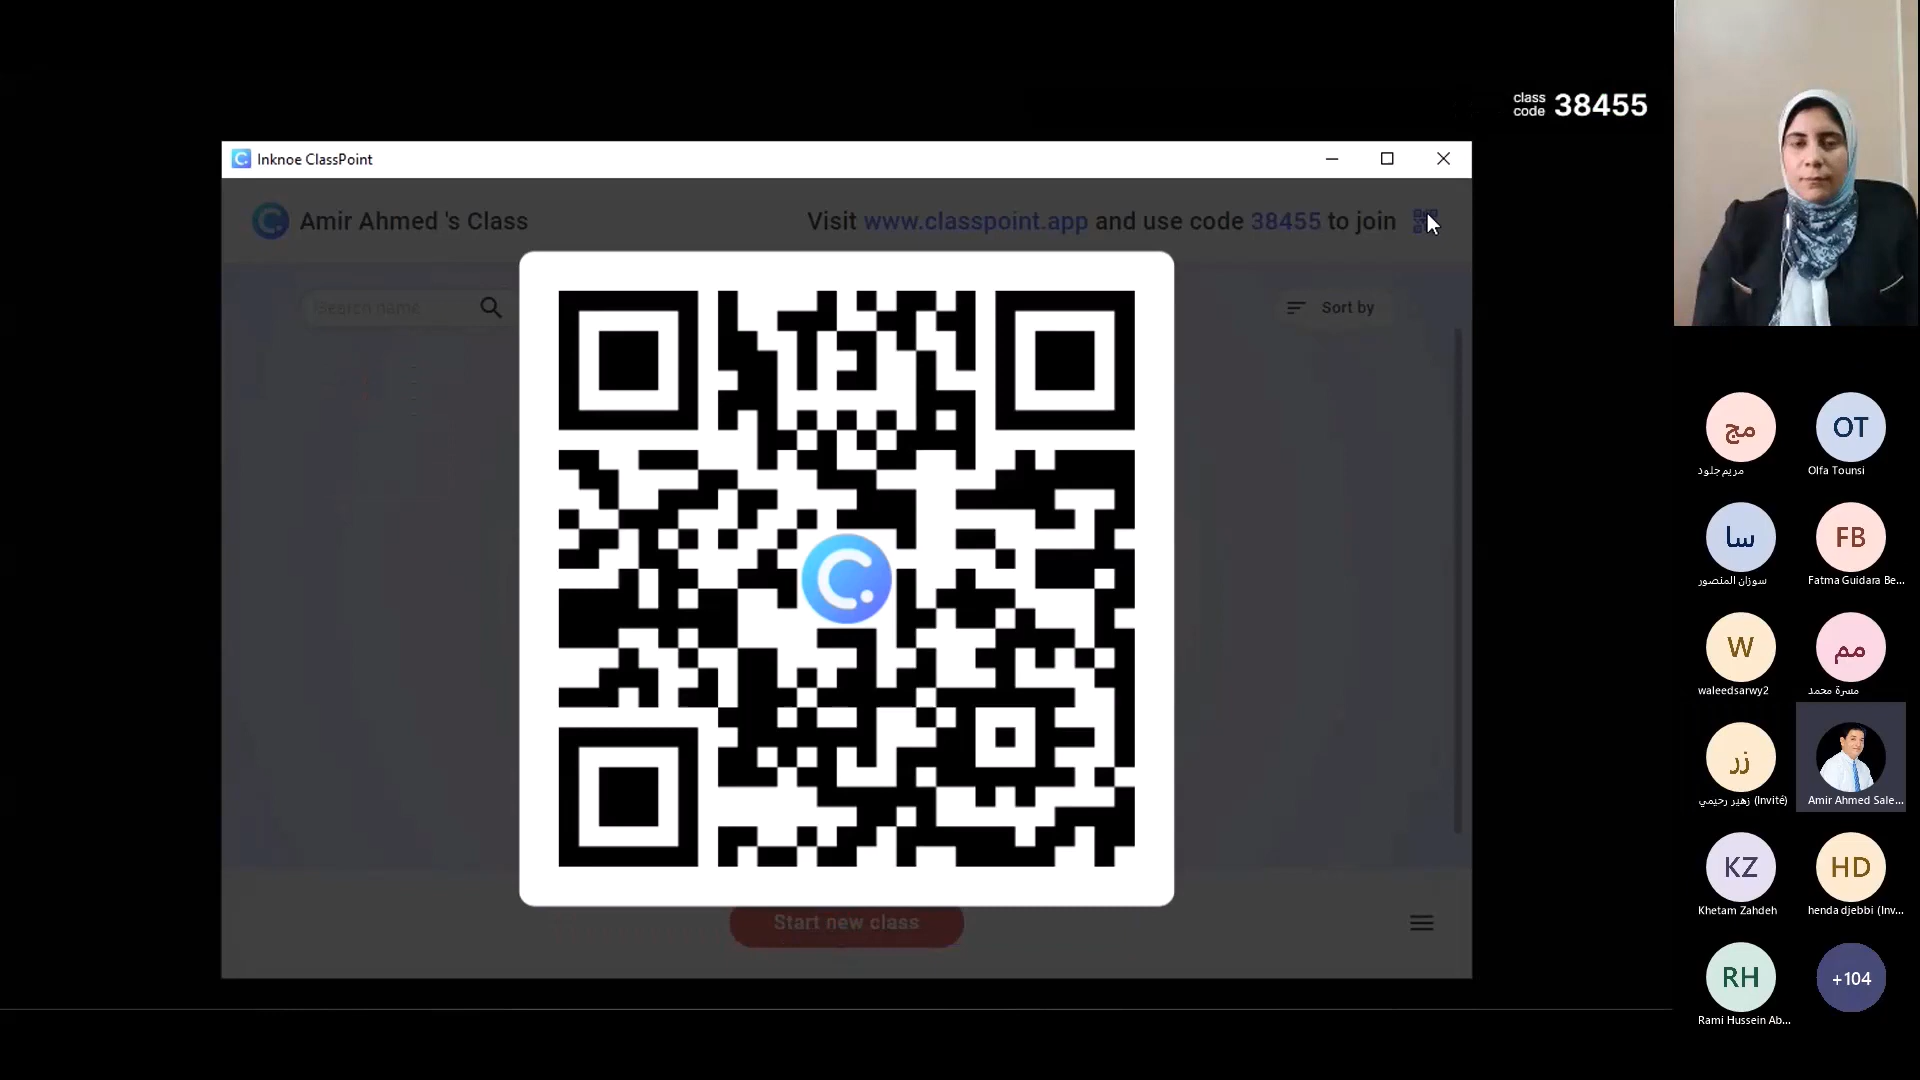 class code 38455
Inknoe ClassPoint
Amir Ahmed 's Class
Visit www.classpoint.app and use code 38455 to join
Search name
Sort by
Start new class
مج
مريم جلود
OT
Olfa Tounsi
سا
سوزان المنصور
FB
Fatma Guidara Be...
W
waleedsarwy2
مم
مسرة محمد
زر
زهير رحيمي (Invité)
Amir Ahmed Sale...
KZ
Khetam Zahdeh
HD
henda djebbi (Inv...
RH
Rami Hussein Ab...
+104